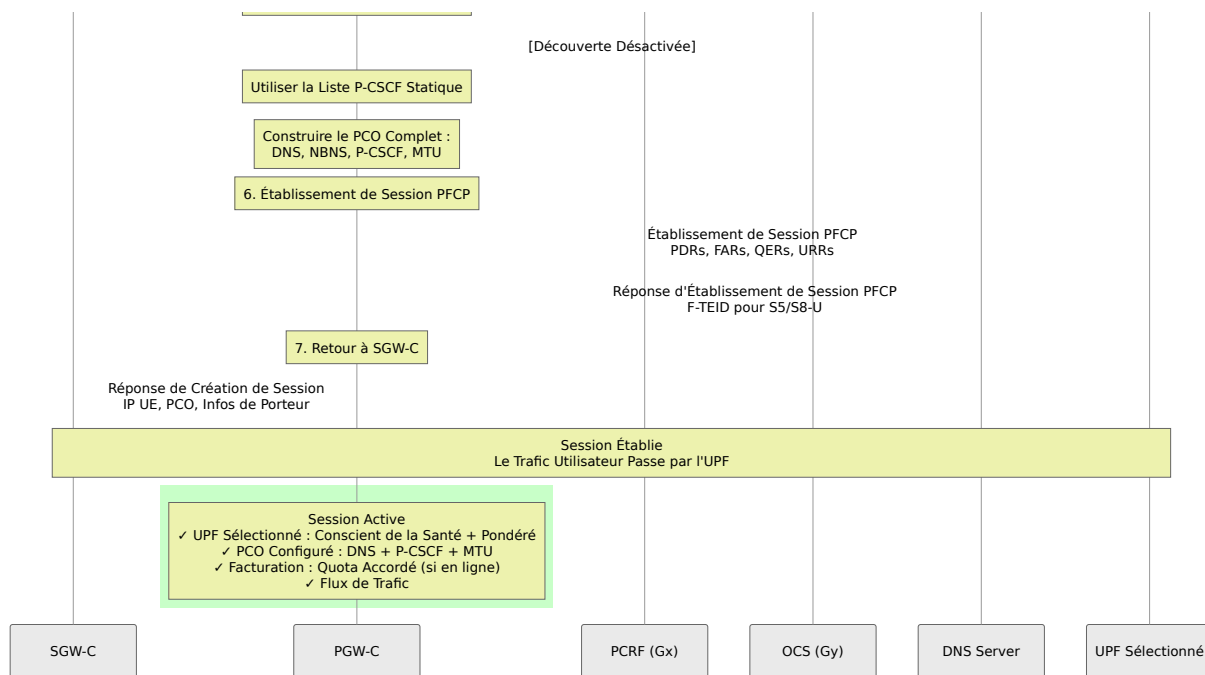 [Découverte Désactivée]
Utiliser la Liste P-CSCF Statique
Construire le PCO Complet :
DNS, NBNS, P-CSCF, MTU
6. Établissement de Session PFCP
Établissement de Session PFCP
PDRs, FARs, QERs, URRs
Réponse d'Établissement de Session PFCP
F-TEID pour S5/S8-U
7. Retour à SGW-C
Réponse de Création de Session
IP UE, PCO, Infos de Porteur
Session Établie
Le Trafic Utilisateur Passe par l'UPF
Session Active
✓ UPF Sélectionné : Conscient de la Santé + Pondéré
✓ PCO Configuré : DNS + P-CSCF + MTU
✓ Facturation : Quota Accordé (si en ligne)
✓ Flux de Trafic
SGW-C
PGW-C
PCRF (Gx)
OCS (Gy)
DNS Server
UPF Sélectionné